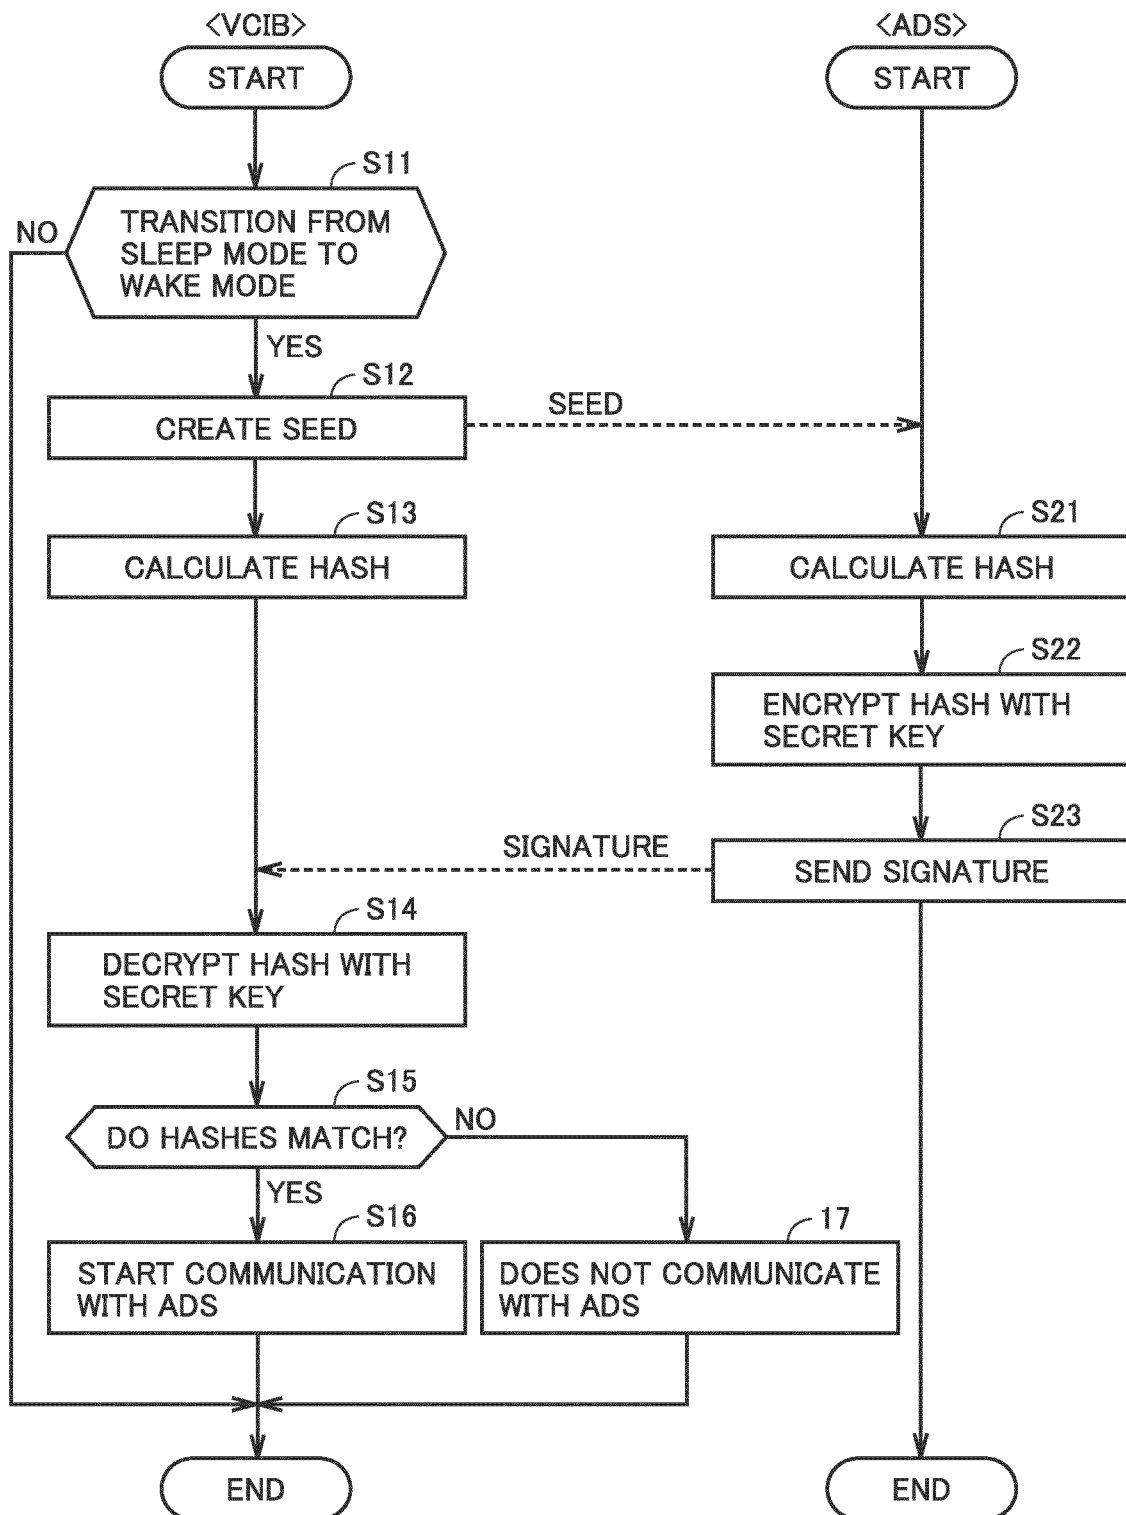 <VCIB>
START
S11
TRANSITION FROM
SLEEP MODE TO
WAKE MODE
NO
YES
S12
CREATE SEED
SEED
S13
CALCULATE HASH
SIGNATURE
S14
DECRYPT HASH WITH
SECRET KEY
S15
DO HASHES MATCH?
NO
YES
S16
START COMMUNICATION
WITH ADS
17
DOES NOT COMMUNICATE
WITH ADS
END
<ADS>
START
S21
CALCULATE HASH
S22
ENCRYPT HASH WITH
SECRET KEY
S23
SEND SIGNATURE
END